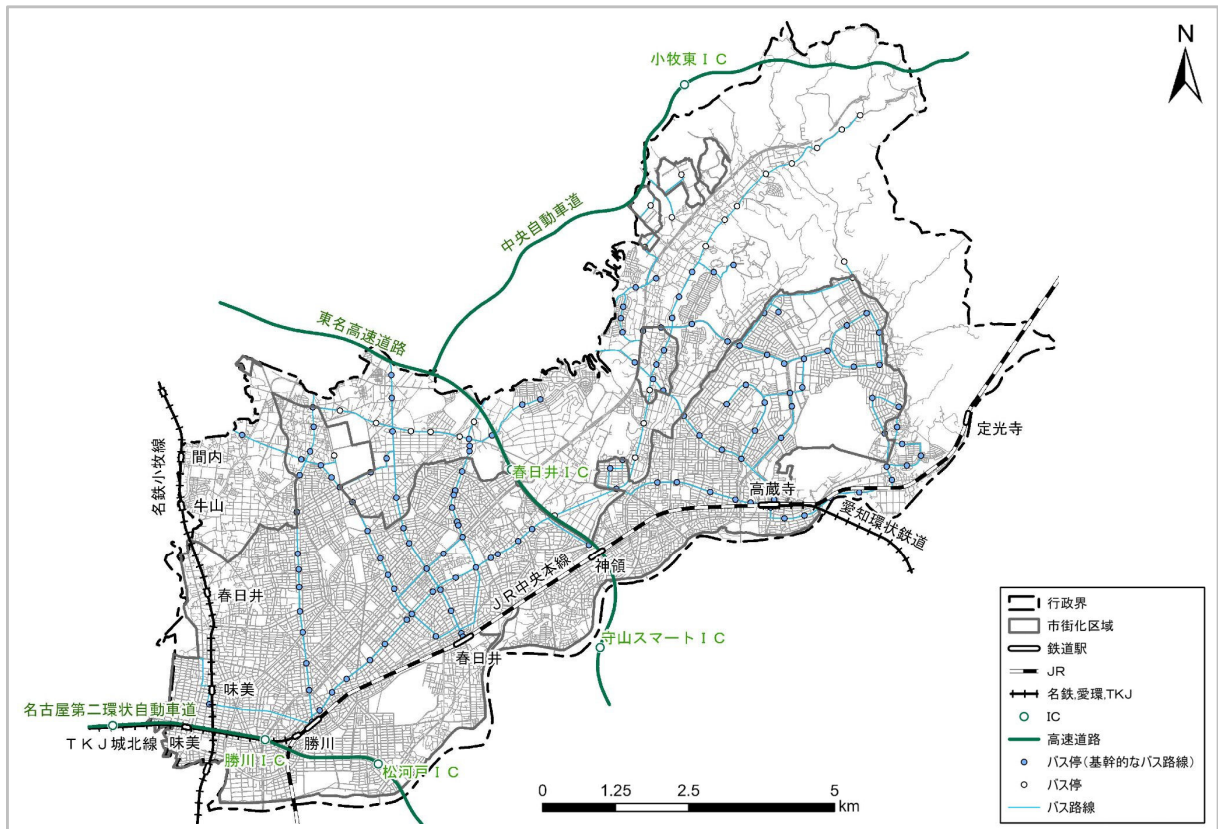 N
小牧東ＩＣ
中央自動車道
東名高速道路
名鉄小牧線
間内
牛山
春日井ＩＣ
定光寺
高蔵寺
愛知環状鉄道
神領
ＪＲ中央本線
春日井
春日井
守山スマートＩＣ
味美
名古屋第二環状自動車道
ＴＫＪ城北線
味美
勝川
勝川ＩＣ
松河戸ＩＣ
0 1.25 2.5 5
km
行政界
市街化区域
鉄道駅
JR
名鉄,愛環,TKJ
IC
高速道路
バス停(基幹的なバス路線)
バス停
バス路線